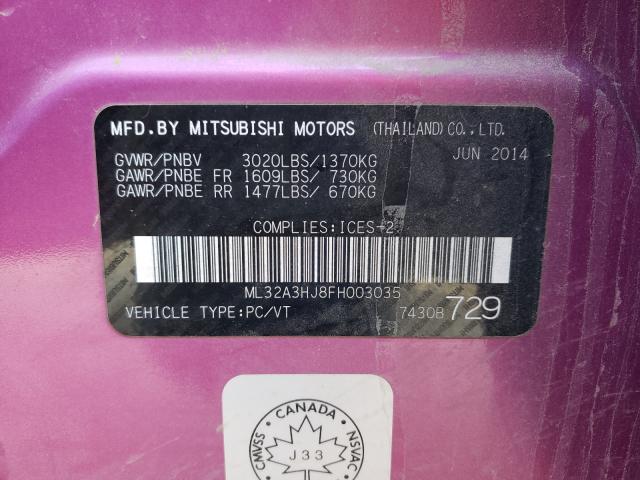 MFD.BY MITSUBISHI MOTORS (THAILAND)CO.,LTD.
JUN 2014
GVWR/PNBV 3020LBS/1370KG
GAWR/PNBE FR 1609LBS/ 730KG
GAWR/PNBE RR 1477LBS/ 670KG
COMPLIES:ICES-2
ML32A3HJ8FH003035
VEHICLE TYPE:PC/VT 7430B 729
CANADA
CMVSS J33 NSVAC